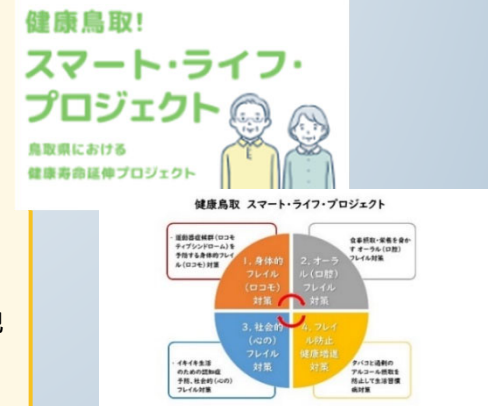 健康鳥取!
スマート・ライフ・
プロジェクト
鳥取県における
健康寿命延伸プロジェクト
健康鳥取 スマート・ライフ・プロジェクト
・ 運動器症候群(ロコモ
ティブシンドローム)を
予防する身体的フレイ
ル(ロコモ)対策
1. 身体的
フレイル
(ロコモ)
対策
2. オーラ
ル(口腔)
フレイル
対策
食事摂取・栄養を骨か
す オーラル(口腔)
フレイル対策
3. 社会的
(心の)
フレイル
対策
4. フレイ
ル防止
健康増進
対策
・ イキイキ生活
のための認知症
予防、社会的(心の)
フレイル対策
タバコと過剰の
アルコール摂取を
防止して生活習慣
病対策